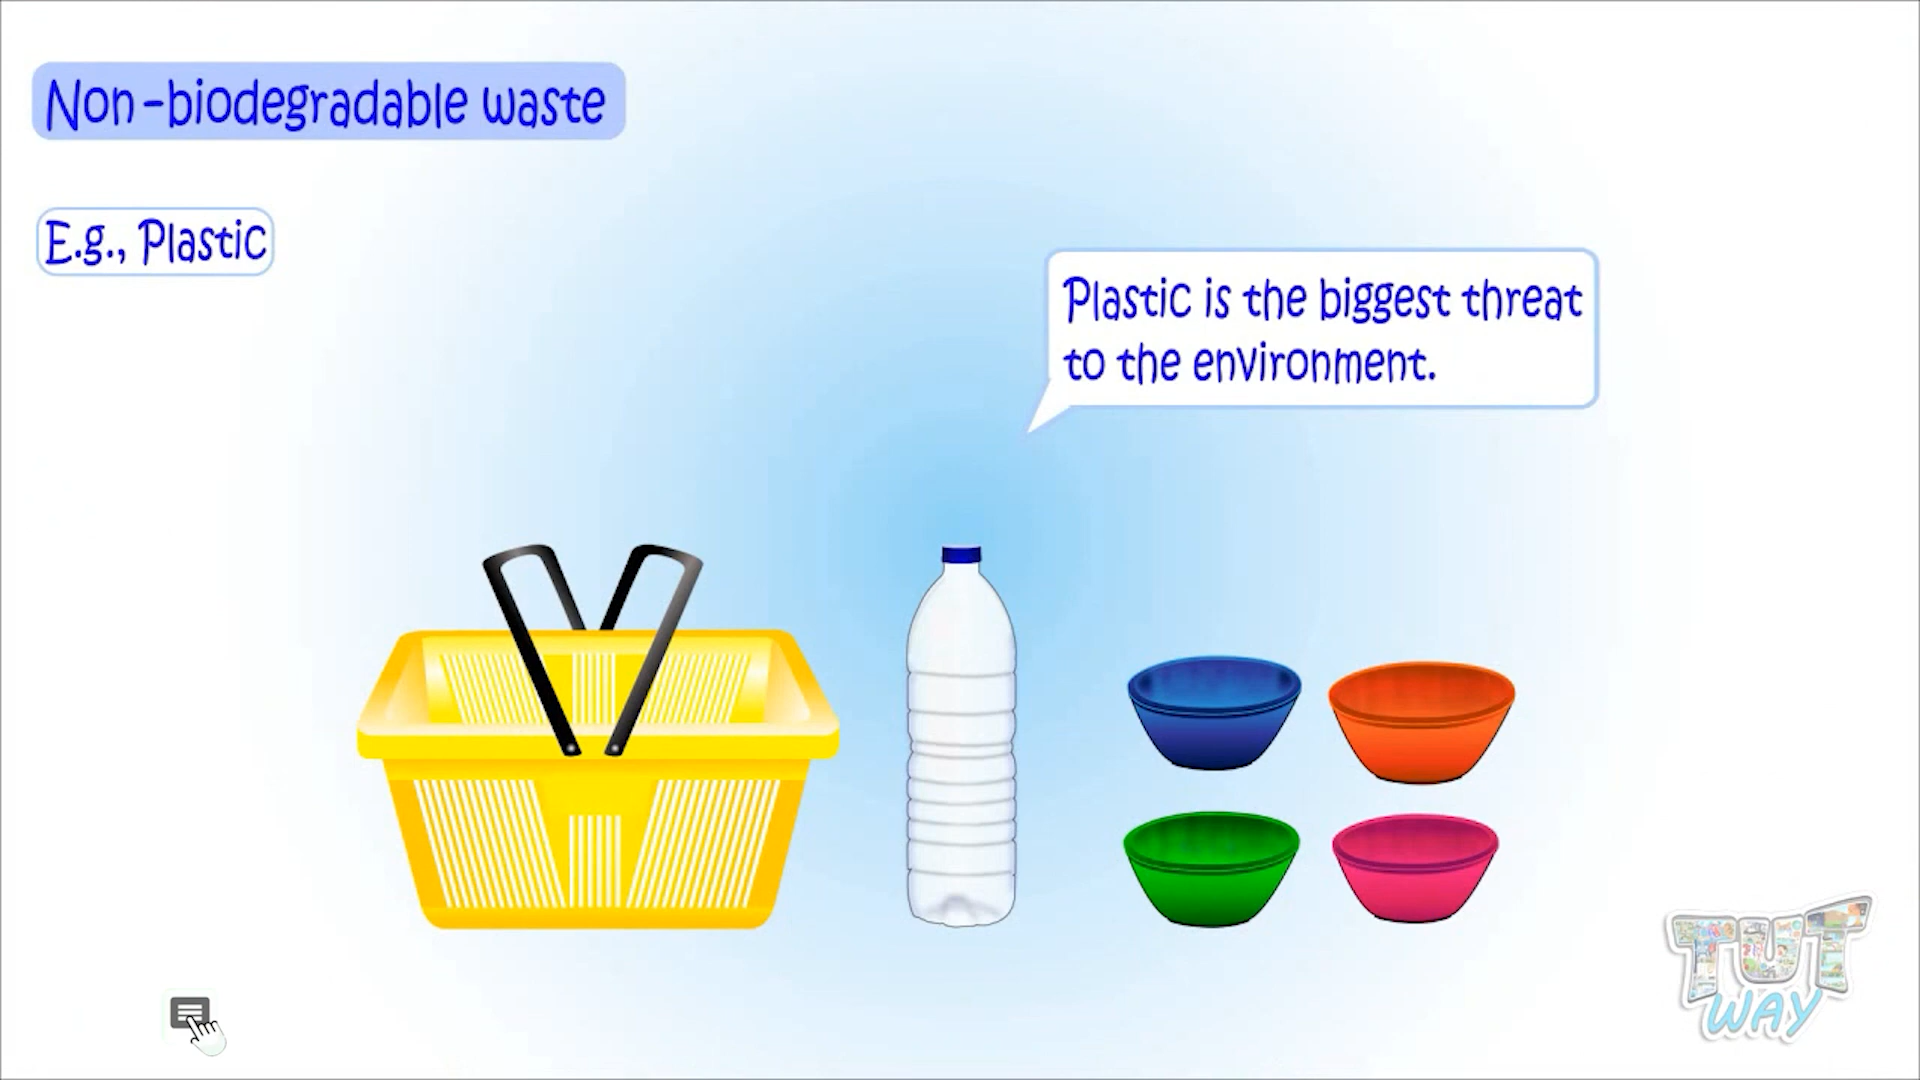 Non-biodegradable waste
E.g., Plastic
Plastic is the biggest threat
to the environment.
TUT
WAY